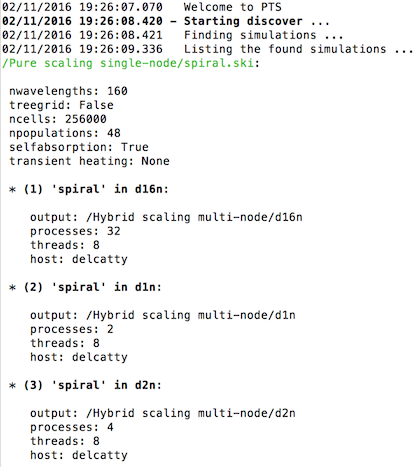 02/11/2016 19:26:07.070   Welcome to PTS
02/11/2016 19:26:08.420 - Starting discover ...
02/11/2016 19:26:08.421   Finding simulations ...
02/11/2016 19:26:09.336   Listing the found simulations ...
/Pure scaling single-node/spiral.ski:
nwavelengths: 160
treegrid: False
ncells: 256000
npopulations: 48
selfabsorption: True
transient heating: None
* (1) 'spiral' in d16n:
output: /Hybrid scaling multi-node/d16n
processes: 32
threads: 8
host: delcatty
* (2) 'spiral' in d1n:
output: /Hybrid scaling multi-node/d1n
processes: 2
threads: 8
host: delcatty
* (3) 'spiral' in d2n:
output: /Hybrid scaling multi-node/d2n
processes: 4
threads: 8
host: delcatty